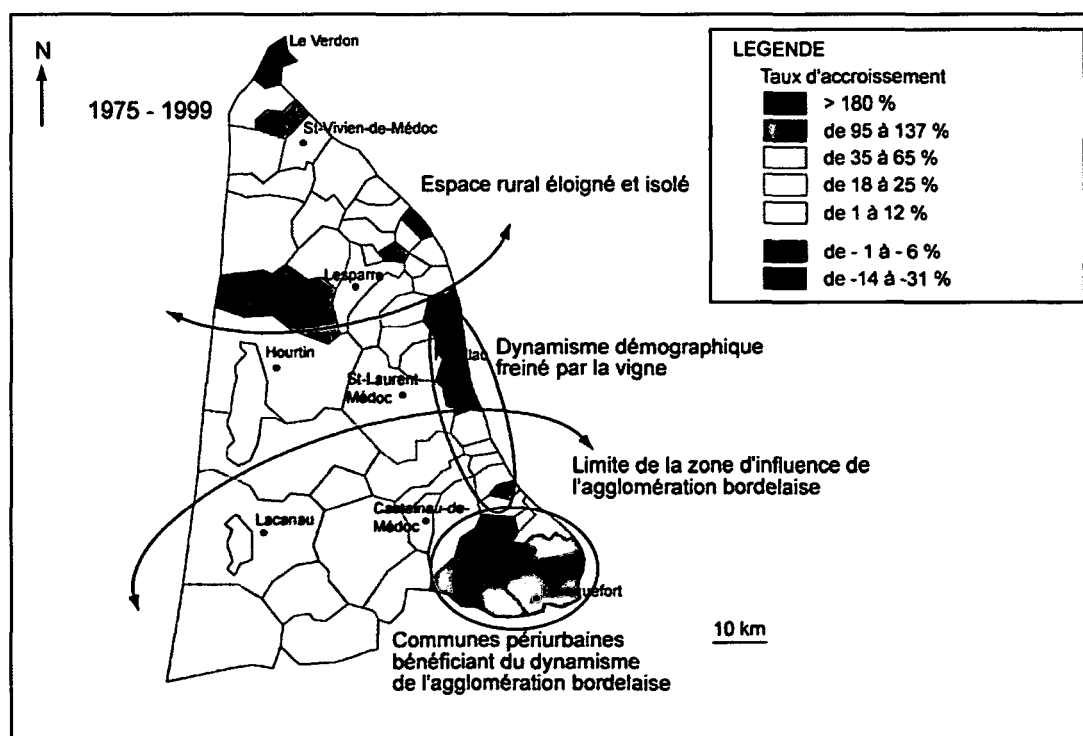 N
1975 - 1999
Le Verdon
St-Vivien-de-Médoc
Espace rural éloigné et isolé
Lesparre
Hourtin
St-Laurent-
Médoc
Dynamisme démographique
freiné par la vigne
Limite de la zone d'influence de
l'agglomération bordelaise
Lacanau
Castelnau-de-
Médoc
Communes périurbaines
bénéficiant du dynamisme
de l'agglomération bordelaise
10 km
LEGENDE
Taux d'accroissement
> 180 %
de 95 à 137 %
de 35 à 65 %
de 18 à 25 %
de 1 à 12 %
de - 1 à - 6 %
de -14 à -31 %